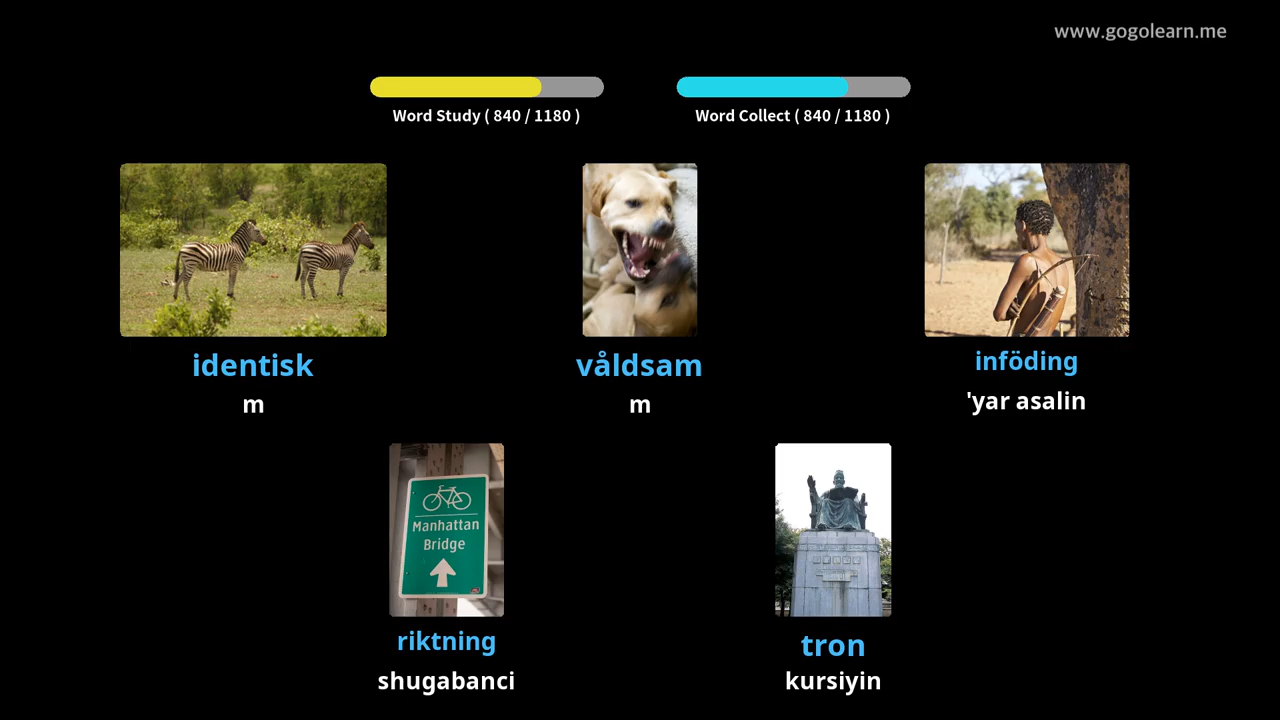 www.gogolearn.me
Word Study ( 840 / 1180 )
Word Collect ( 840 / 1180 )
identisk
m
våldsam
m
inföding
'yar asalin
Manhattan
Bridge
riktning
shugabanci
tron
kursiyin